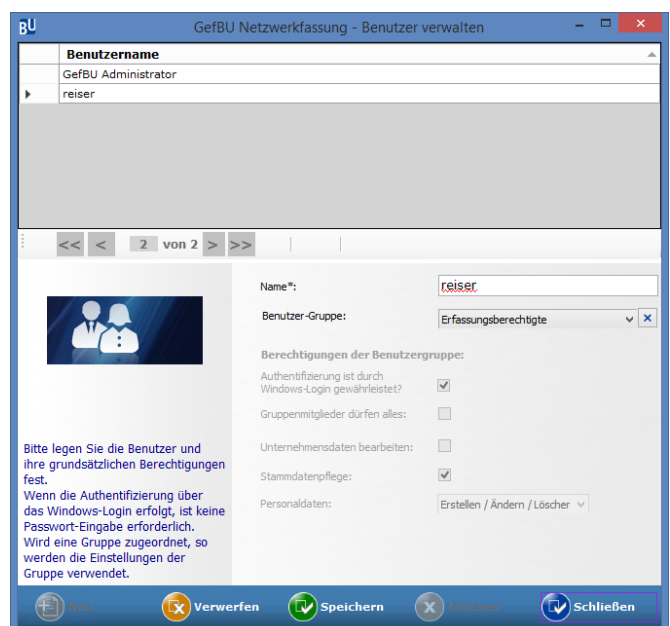 BU GefBU Netzwerkfassung - Benutzer verwalten
Benutzername
GefBU Administrator
reiser
<< < 2 von 2 > >>
Name*: reiser
Benutzer-Gruppe: Erfassungsberechtigte
Berechtigungen der Benutzergruppe:
Authentifizierung ist durch
Windows-Login gewährleistet?
Gruppenmitglieder dürfen alles:
Unternehmensdaten bearbeiten:
Stammdatenpflege:
Personaldaten: Erstellen / Ändern / Löscher
Bitte legen Sie die Benutzer und
ihre grundsätzlichen Berechtigungen
fest.
Wenn die Authentifizierung über
das Windows-Login erfolgt, ist keine
Passwort-Eingabe erforderlich.
Wird eine Gruppe zugeordnet, so
werden die Einstellungen der
Gruppe verwendet.
Neu Verwerfen Speichern Löschen Schließen